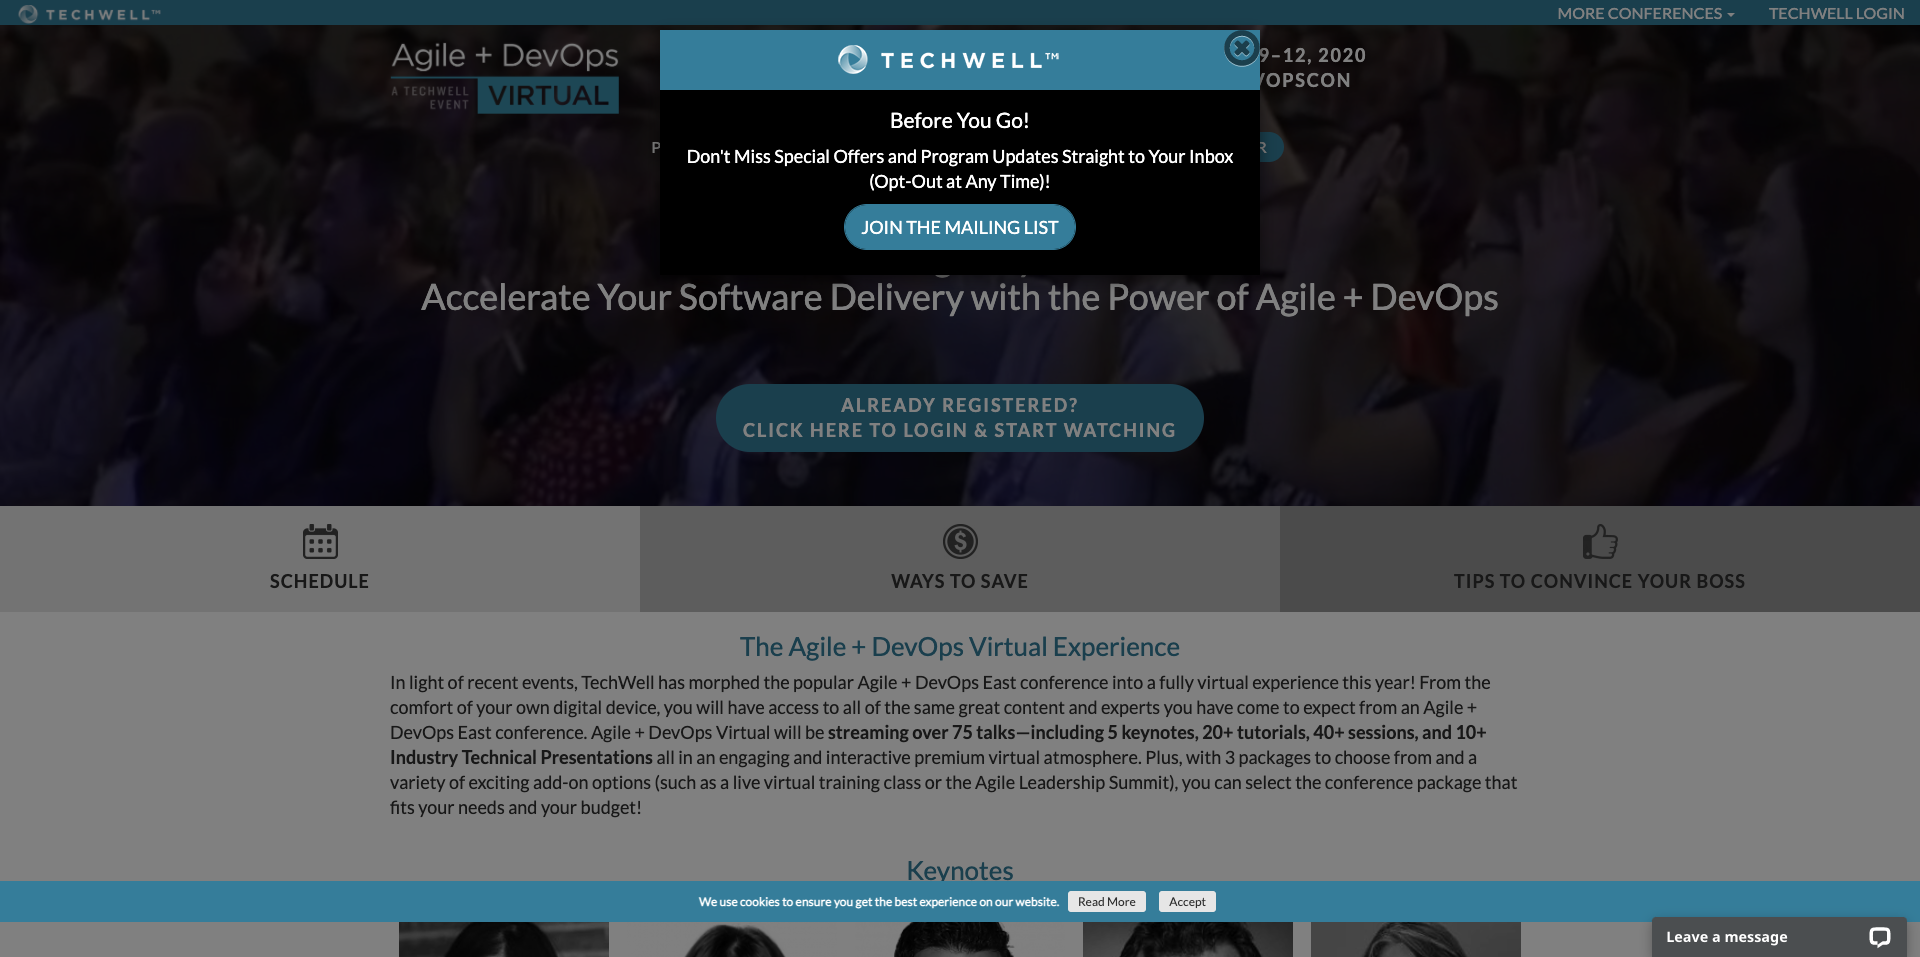 TECHWELL™
MORE CONFERENCES
TECHWELL LOGIN
Agile + DevOps
A TECHWELL
EVENT
VIRTUAL
TECHWELL™
9–12, 2020
OPSCON
Before You Go!
Don't Miss Special Offers and Program Updates Straight to Your Inbox
(Opt-Out at Any Time)!
JOIN THE MAILING LIST
Accelerate Your Software Delivery with the Power of Agile + DevOps
ALREADY REGISTERED?
CLICK HERE TO LOGIN & START WATCHING
SCHEDULE
WAYS TO SAVE
TIPS TO CONVINCE YOUR BOSS
The Agile + DevOps Virtual Experience
In light of recent events, TechWell has morphed the popular Agile + DevOps East conference into a fully virtual experience this year! From the
comfort of your own digital device, you will have access to all of the same great content and experts you have come to expect from an Agile +
DevOps East conference. Agile + DevOps Virtual will be streaming over 75 talks—including 5 keynotes, 20+ tutorials, 40+ sessions, and 10+
Industry Technical Presentations all in an engaging and interactive premium virtual atmosphere. Plus, with 3 packages to choose from and a
variety of exciting add-on options (such as a live virtual training class or the Agile Leadership Summit), you can select the conference package that
fits your needs and your budget!
Keynotes
We use cookies to ensure you get the best experience on our website.
Read More
Accept
Leave a message